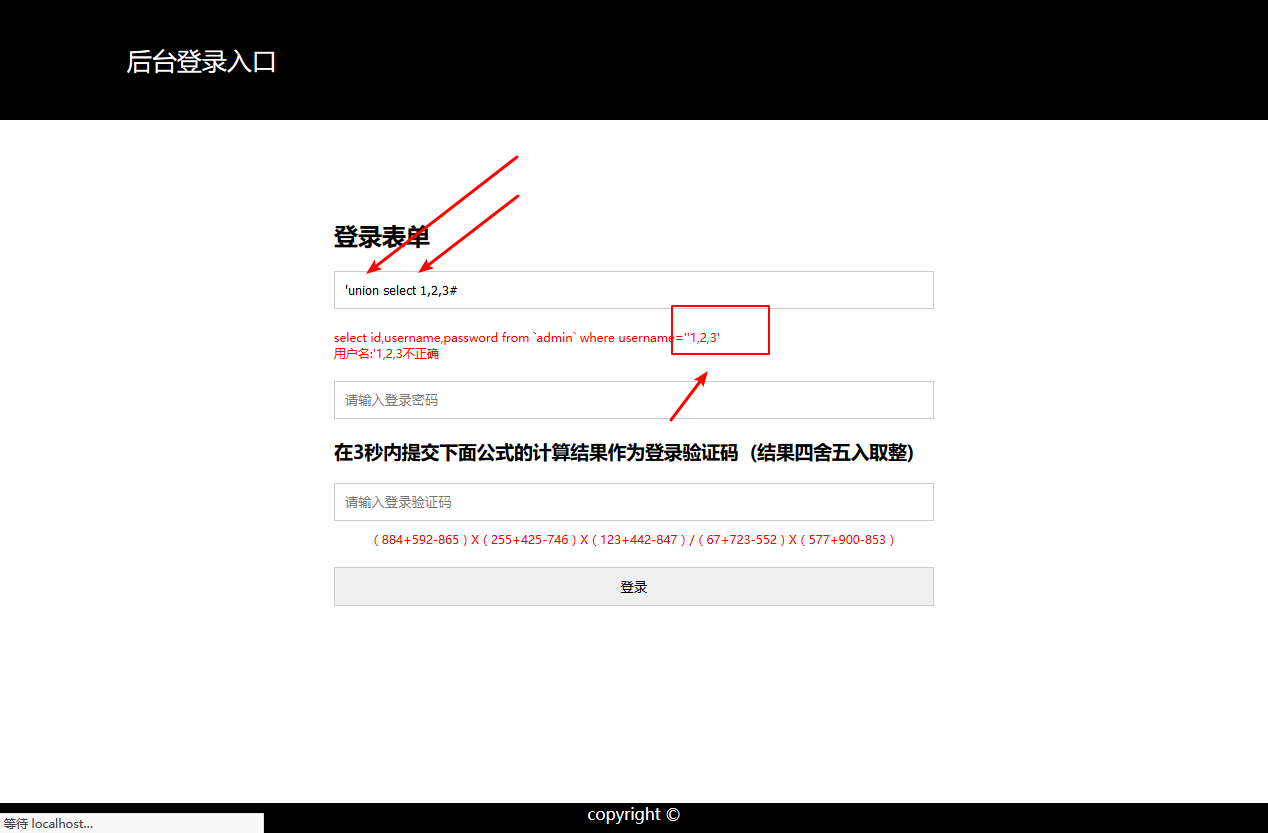 后台登录入口
登录表单
'union select 1,2,3#
select id,username,password from `admin` where username=''1,2,3'
用户名:'1,2,3不正确
请输入登录密码
在3秒内提交下面公式的计算结果作为登录验证码（结果四舍五入取整）
请输入登录验证码
( 884+592-865 ) X ( 255+425-746 ) X ( 123+442-847 ) / ( 67+723-552 ) X ( 577+900-853 )
登录
copyright ©
等待 localhost...